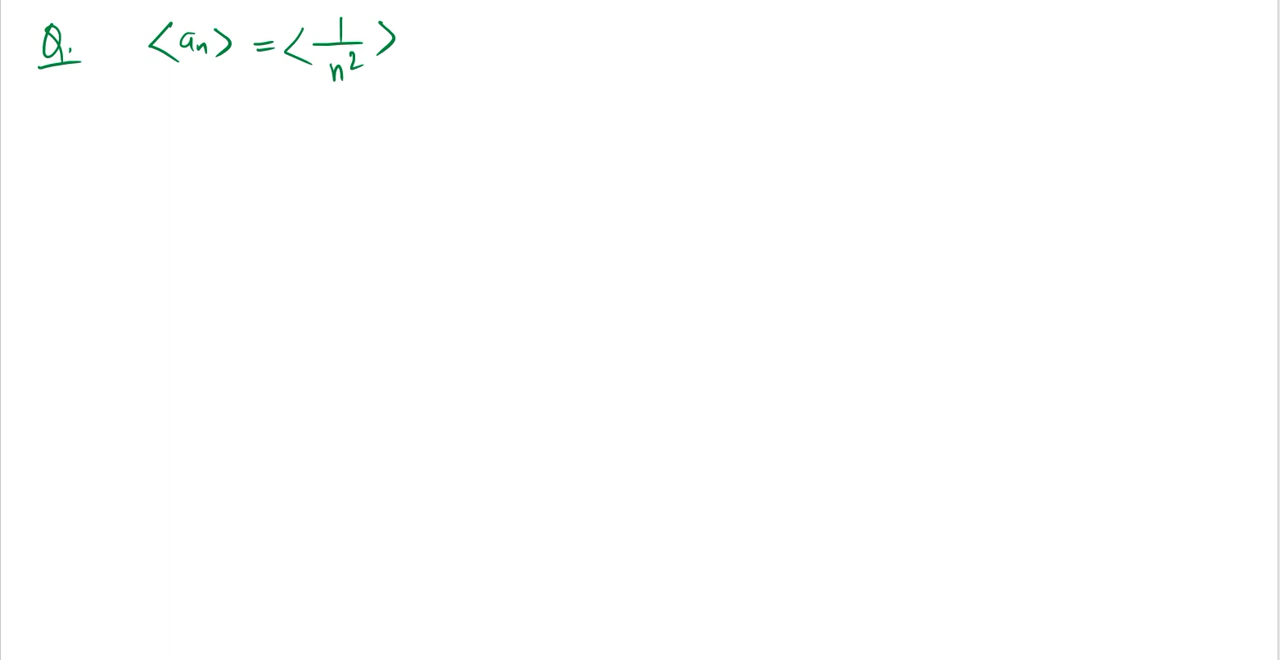 Q. <aₙ> = <1/n²>